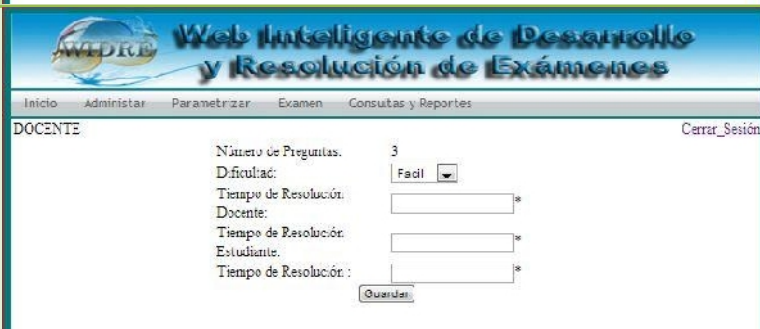 WIDRE
Web Inteligente de Desarrollo
y Resolución de Exámenes
Inicio Administar Parametrizar Examen Consultas y Reportes
DOCENTE Cerrar_Sesión
Número de Preguntas: 3
Dificultad: Facil
Tiempo de Resolución
Docente: *
Tiempo de Resolución
Estudiante: *
Tiempo de Resolución : *
Guardar